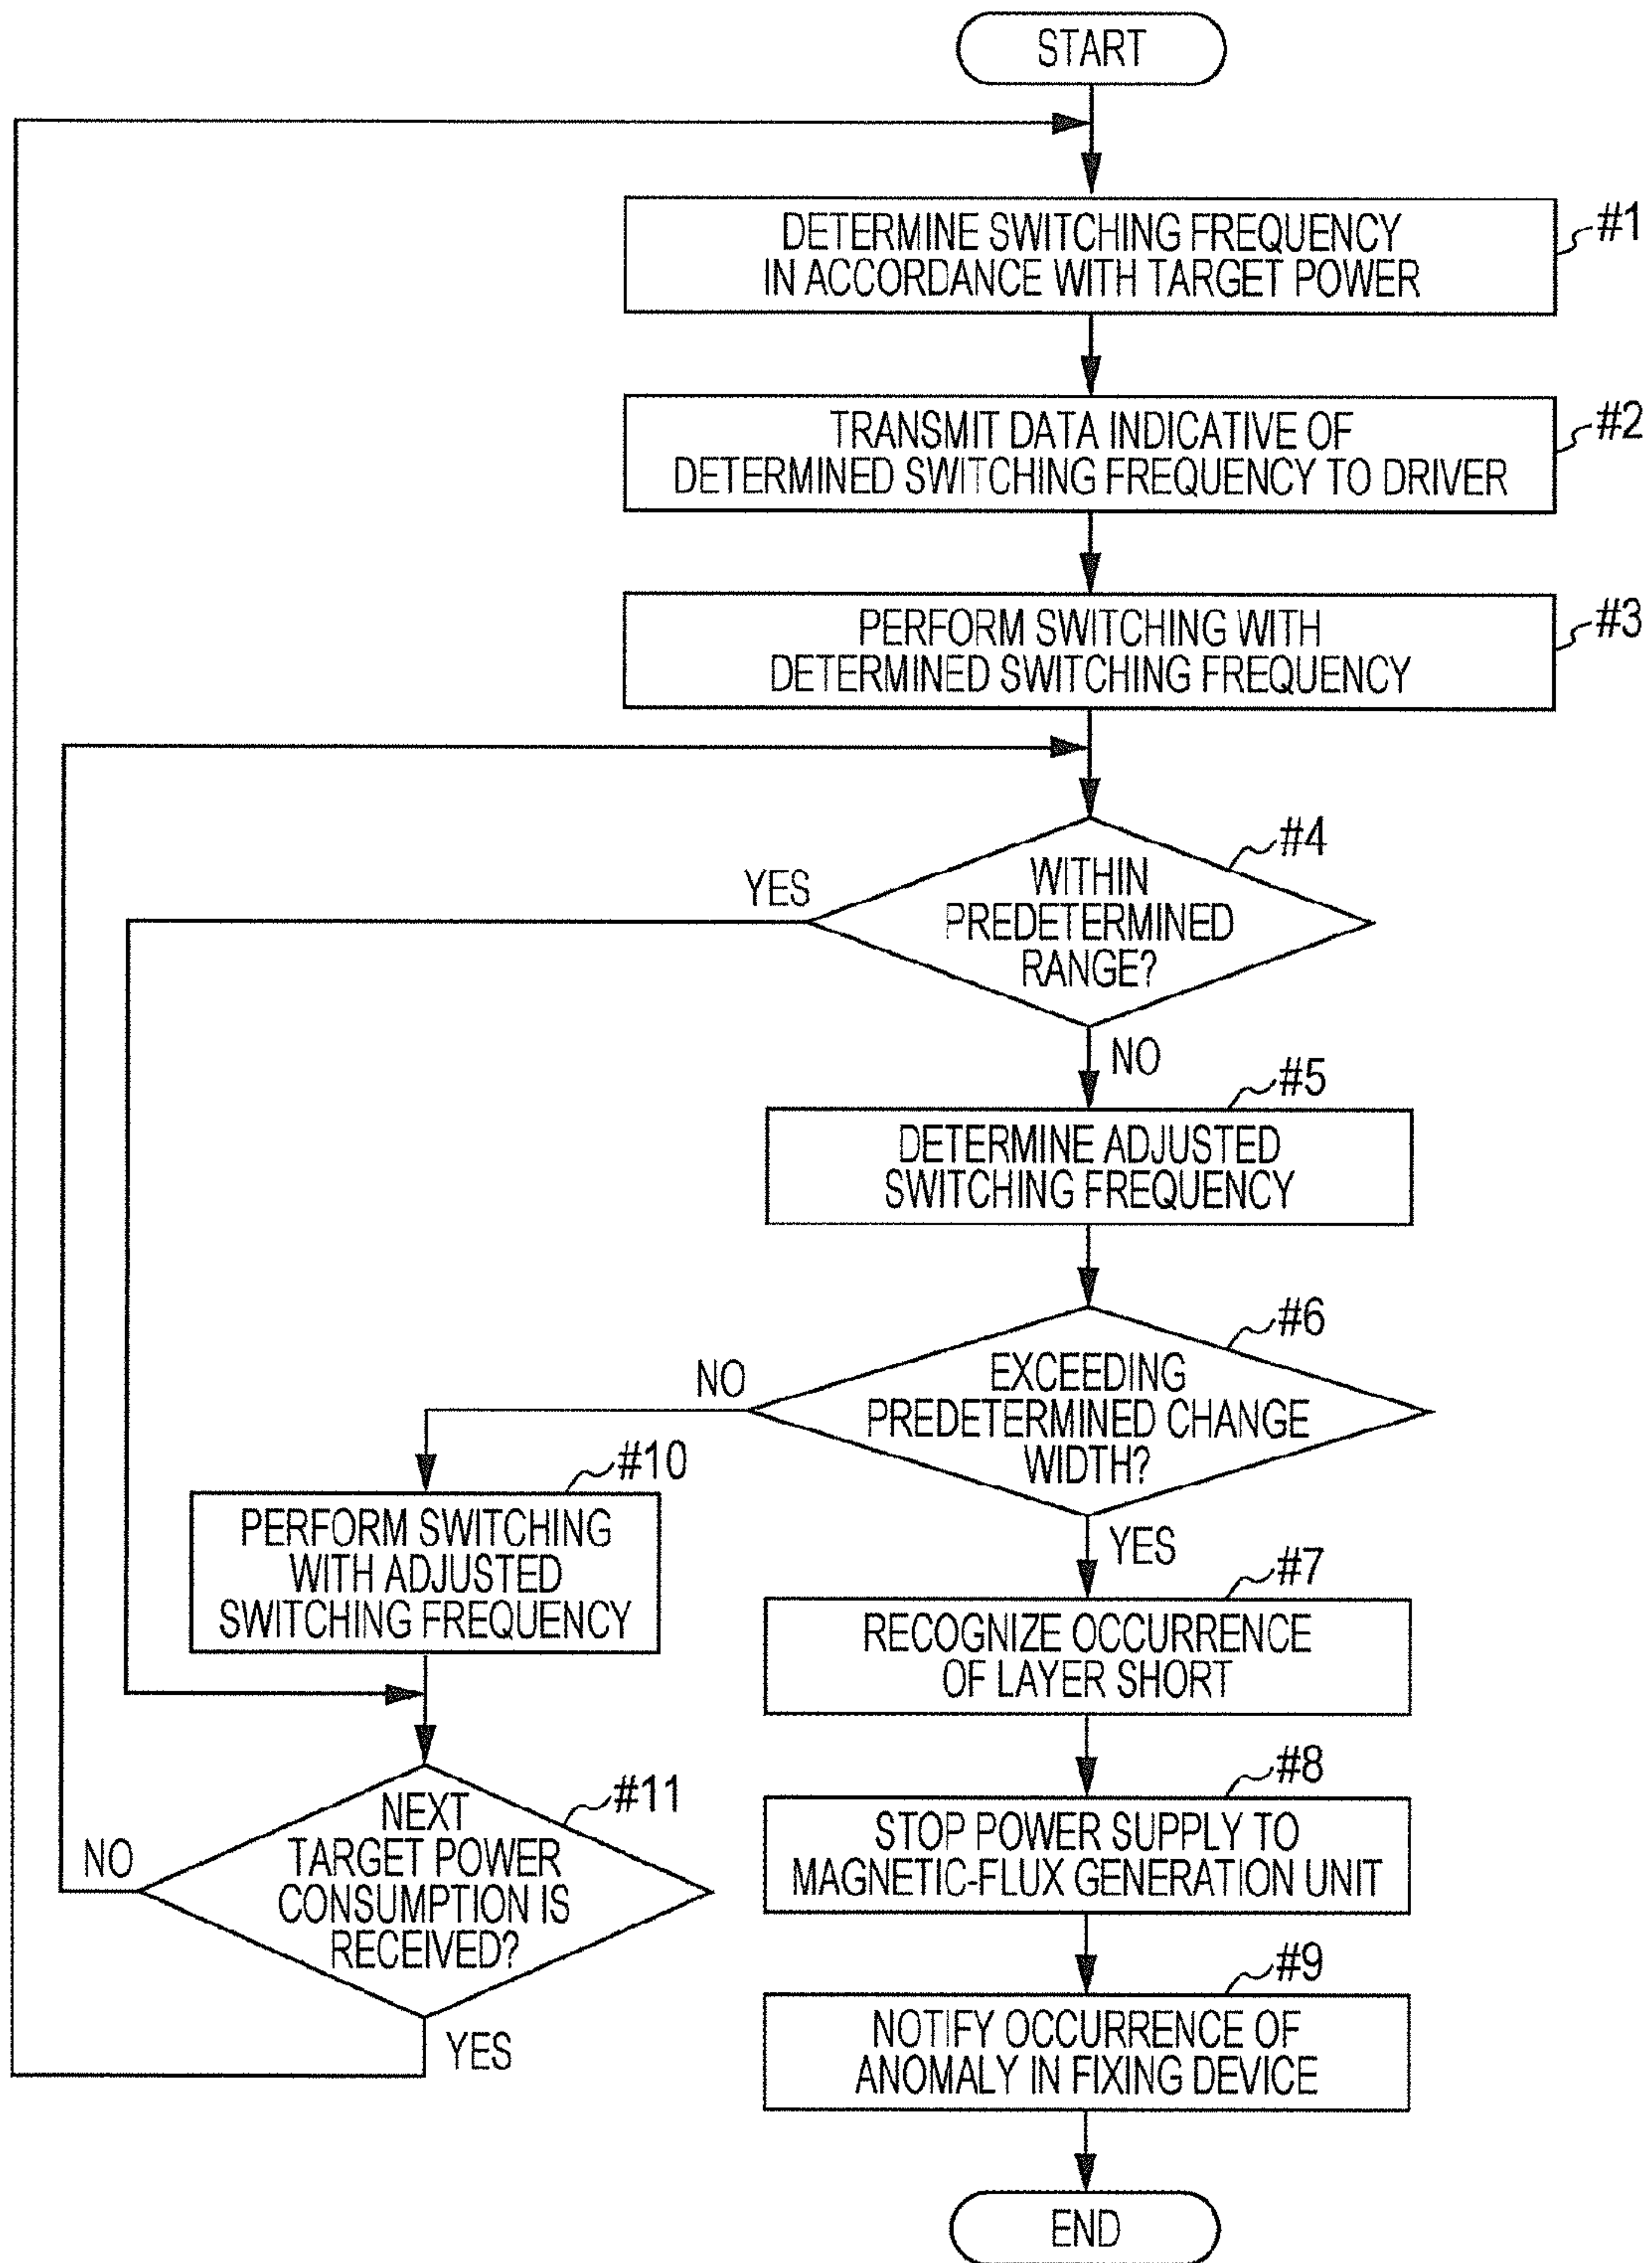 START
DETERMINE SWITCHING FREQUENCY
IN ACCORDANCE WITH TARGET POWER
#1
TRANSMIT DATA INDICATIVE OF
DETERMINED SWITCHING FREQUENCY TO DRIVER
#2
PERFORM SWITCHING WITH
DETERMINED SWITCHING FREQUENCY
#3
#4
YES
WITHIN
PREDETERMINED
RANGE?
NO
#5
DETERMINE ADJUSTED
SWITCHING FREQUENCY
#6
NO
EXCEEDING
PREDETERMINED CHANGE
WIDTH?
YES
#10
PERFORM SWITCHING
WITH ADJUSTED
SWITCHING FREQUENCY
#7
RECOGNIZE OCCURRENCE
OF LAYER SHORT
#11
NO
NEXT
TARGET POWER
CONSUMPTION IS
RECEIVED?
YES
#8
STOP POWER SUPPLY TO
MAGNETIC-FLUX GENERATION UNIT
#9
NOTIFY OCCURRENCE OF
ANOMALY IN FIXING DEVICE
END